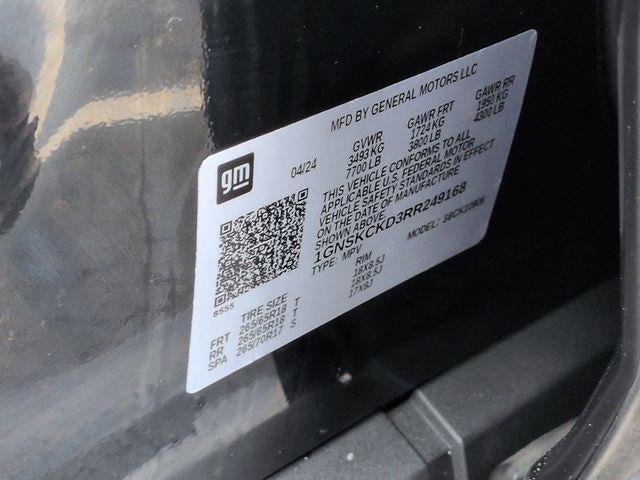 gm
MFD BY GENERAL MOTORS LLC
04/24
GVWR GAWR FRT GAWR RR
3493 KG 1724 KG 1950 KG
7700 LB 3800 LB 4300 LB
THIS VEHICLE CONFORMS TO ALL
APPLICABLE U.S. FEDERAL MOTOR
VEHICLE SAFETY STANDARDS IN EFFECT
ON THE DATE OF MANUFACTURE
SHOWN ABOVE
1GNSKCKD3RR249168
TYPE: MPV MODEL:
8555
TIRE SIZE RIM
FRT 265/65R18 T 18X8.5J
RR 265/65R18 T 18X8.5J
SPA 265/70R17 S 17X8J